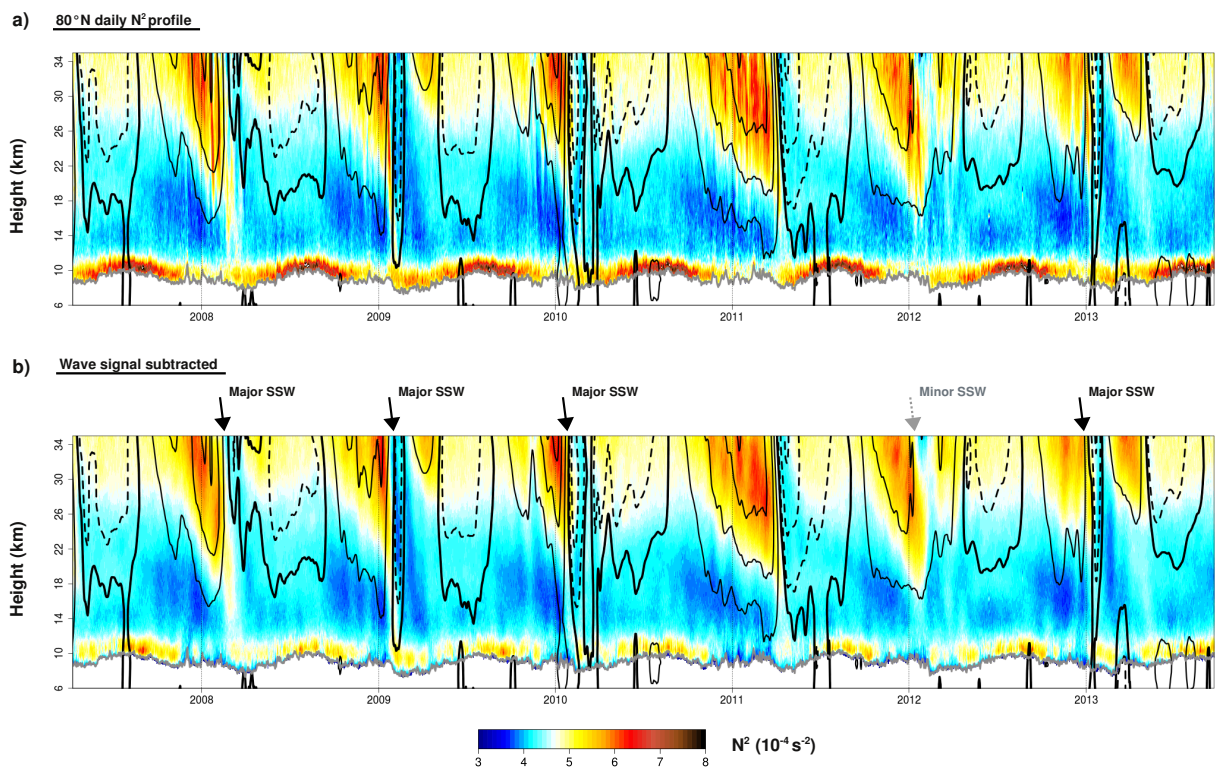 a) 80°N daily N² profile
Height (km)
34
30
26
22
18
14
10
6
2008 2009 2010 2011 2012 2013
b) Wave signal subtracted
Major SSW Major SSW Major SSW Minor SSW Major SSW
Height (km)
34
30
26
22
18
14
10
6
2008 2009 2010 2011 2012 2013
3 4 5 6 7 8
N² (10⁻⁴ s⁻²)